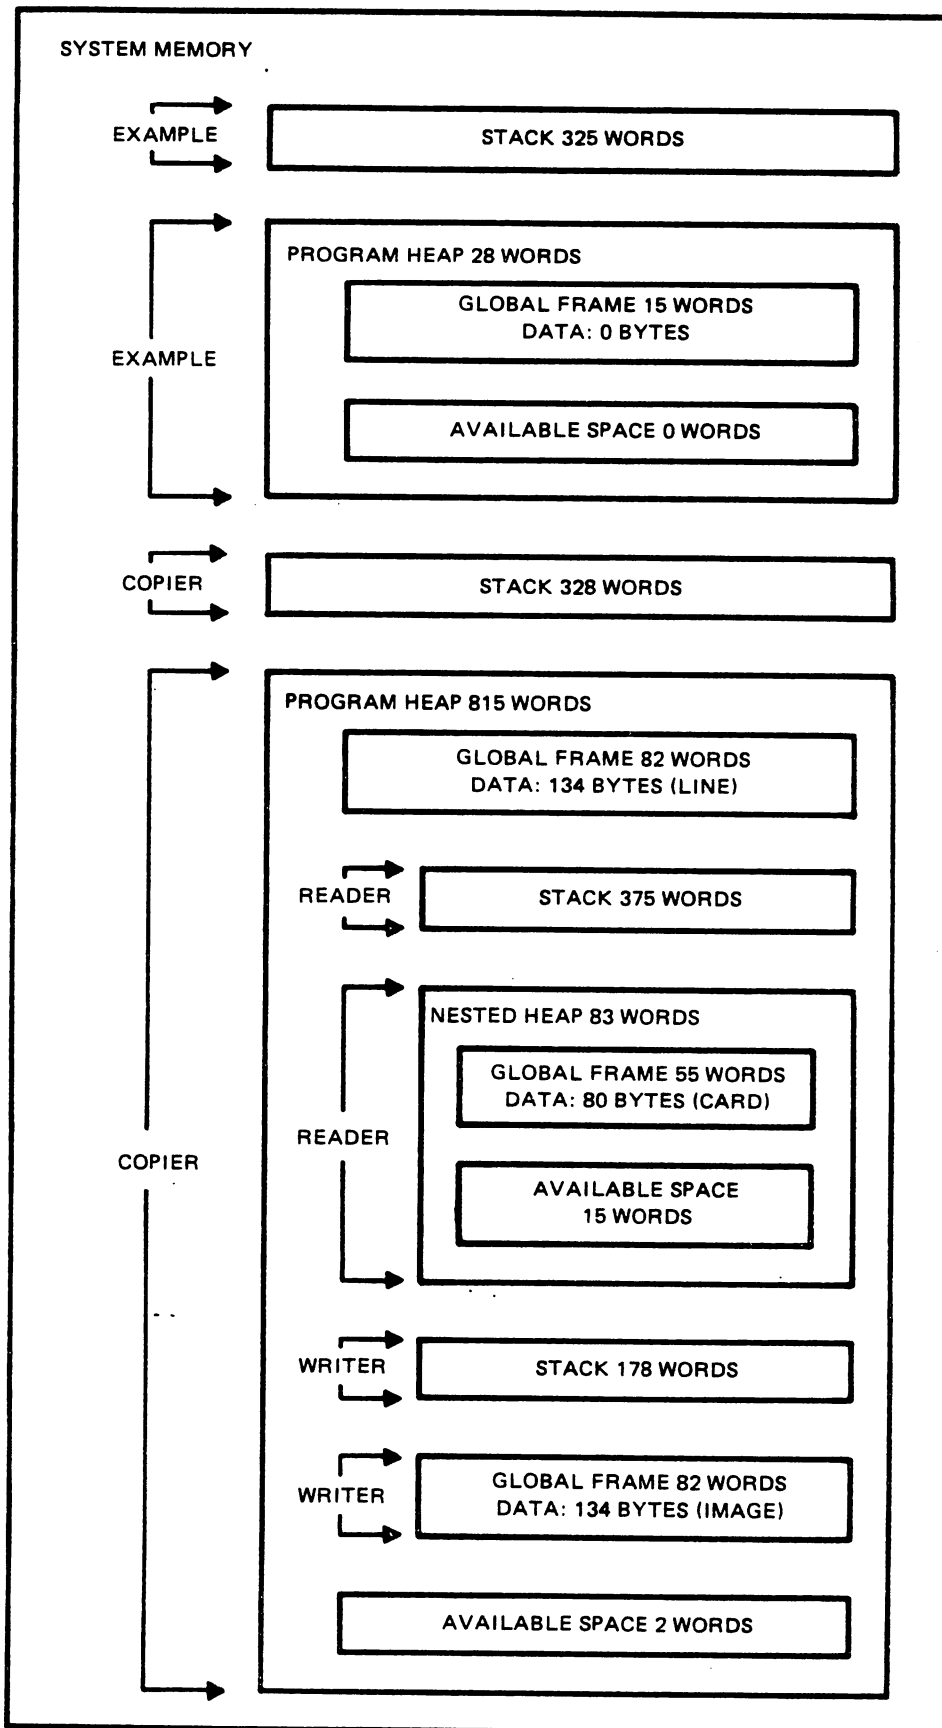 SYSTEM MEMORY
EXAMPLE
STACK 325 WORDS
EXAMPLE
PROGRAM HEAP 28 WORDS
GLOBAL FRAME 15 WORDS
DATA: 0 BYTES
AVAILABLE SPACE 0 WORDS
COPIER
STACK 328 WORDS
COPIER
PROGRAM HEAP 815 WORDS
GLOBAL FRAME 82 WORDS
DATA: 134 BYTES (LINE)
READER
STACK 375 WORDS
READER
NESTED HEAP 83 WORDS
GLOBAL FRAME 55 WORDS
DATA: 80 BYTES (CARD)
AVAILABLE SPACE
15 WORDS
WRITER
STACK 178 WORDS
WRITER
GLOBAL FRAME 82 WORDS
DATA: 134 BYTES (IMAGE)
AVAILABLE SPACE 2 WORDS